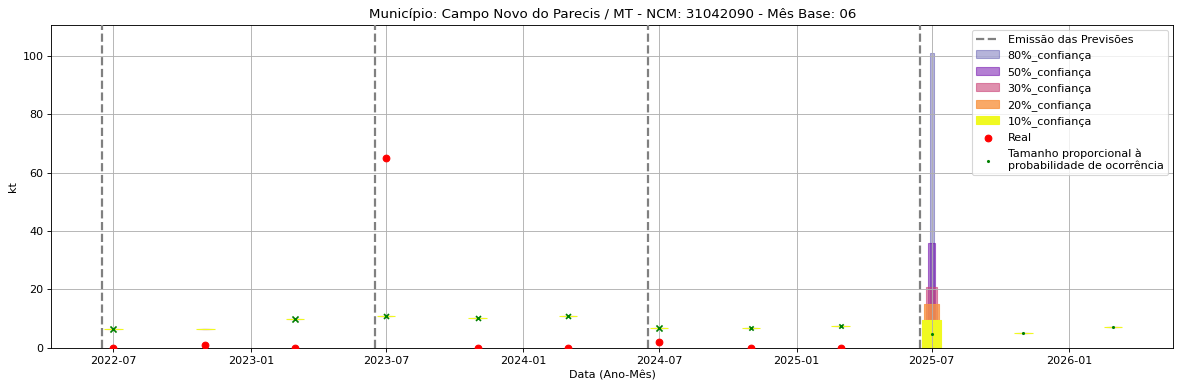 Município: Campo Novo do Parecis / MT - NCM: 31042090 - Mês Base: 06
kt
100
80
60
40
20
0
Emissão das Previsões
80%_confiança
50%_confiança
30%_confiança
20%_confiança
10%_confiança
Real
Tamanho proporcional à
probabilidade de ocorrência
2022-07
2023-01
2023-07
2024-01
2024-07
2025-01
2025-07
2026-01
Data (Ano-Mês)